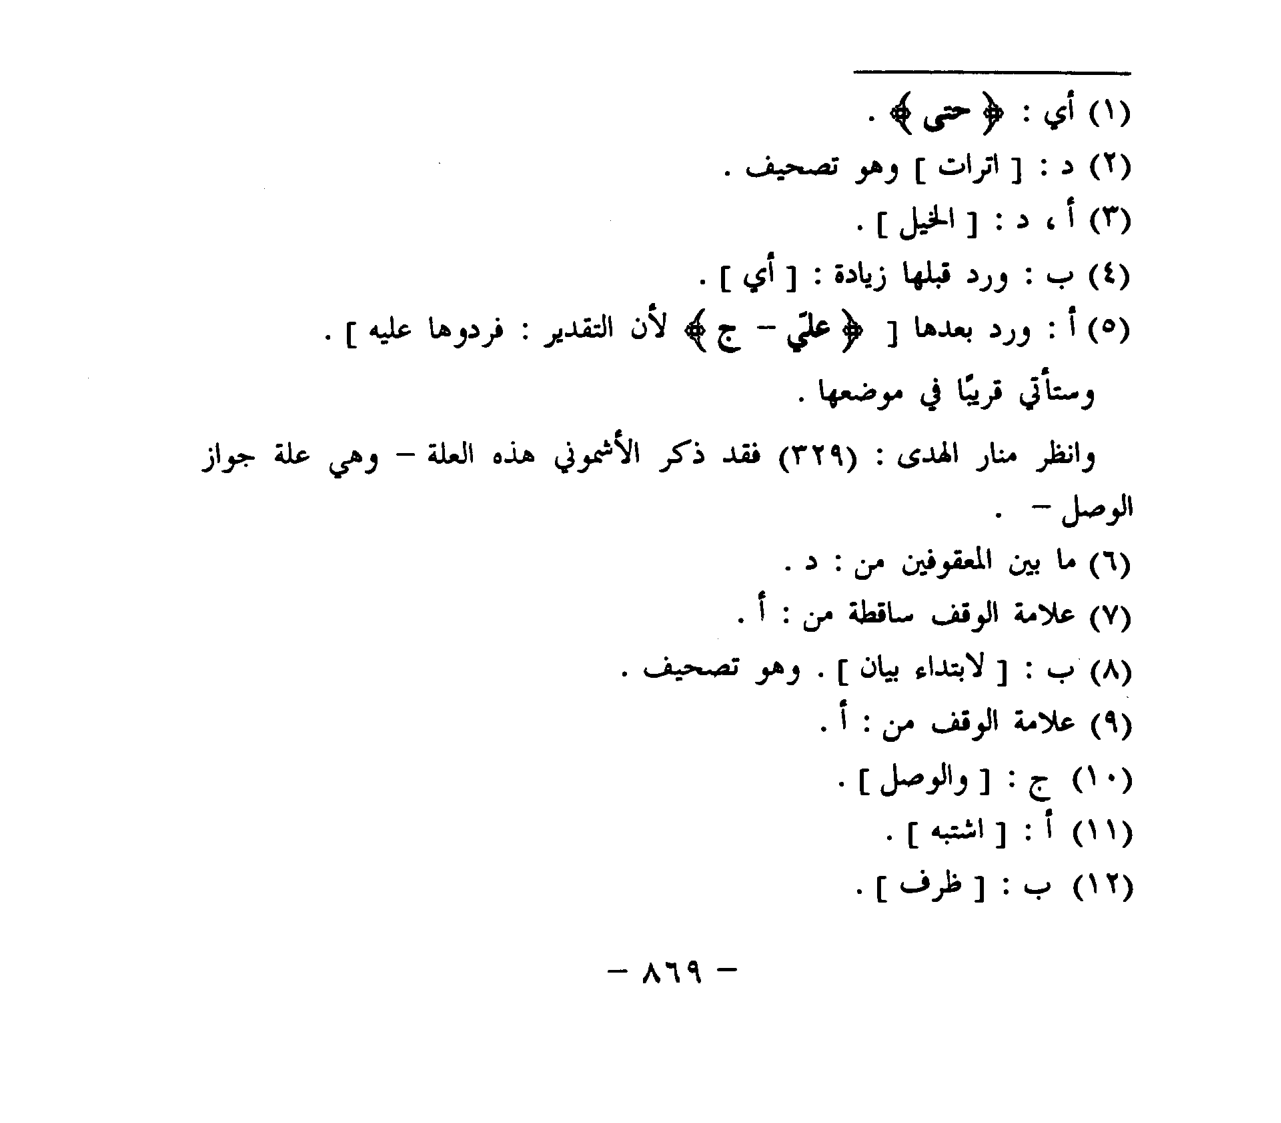 (١) أي : ﴿ حتى ﴾ .
(٢) د : [ اترات ] وهو تصحيف .
(٣) أ ، د : [ الخيل ] .
(٤) ب : ورد قبلها زيادة : [ أي ] .
(٥) أ : ورد بعدها [ ﴿ عليّ – ج ﴾ لأن التقدير : فردوها عليه ] .
وستأتي قريبًا في موضعها .
وانظر منار الهدى : (٣٢٩) فقد ذكر الأشموني هذه العلة – وهي علة جواز
الوصل – .
(٦) ما بين المعقوفين من : د .
(٧) علامة الوقف ساقطة من : أ .
(٨) ب : [ لابتداء بيان ] . وهو تصحيف .
(٩) علامة الوقف من : أ .
(١٠) ج : [ والوصل ] .
(١١) أ : [ اشتبه ] .
(١٢) ب : [ ظرف ] .
– ٨٦٩ –